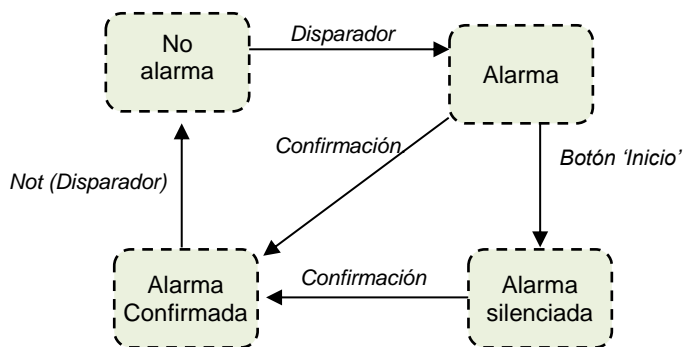 No
alarma
Disparador
Alarma
Confirmación
Botón ‘Inicio’
Not (Disparador)
Alarma
Confirmada
Confirmación
Alarma
silenciada